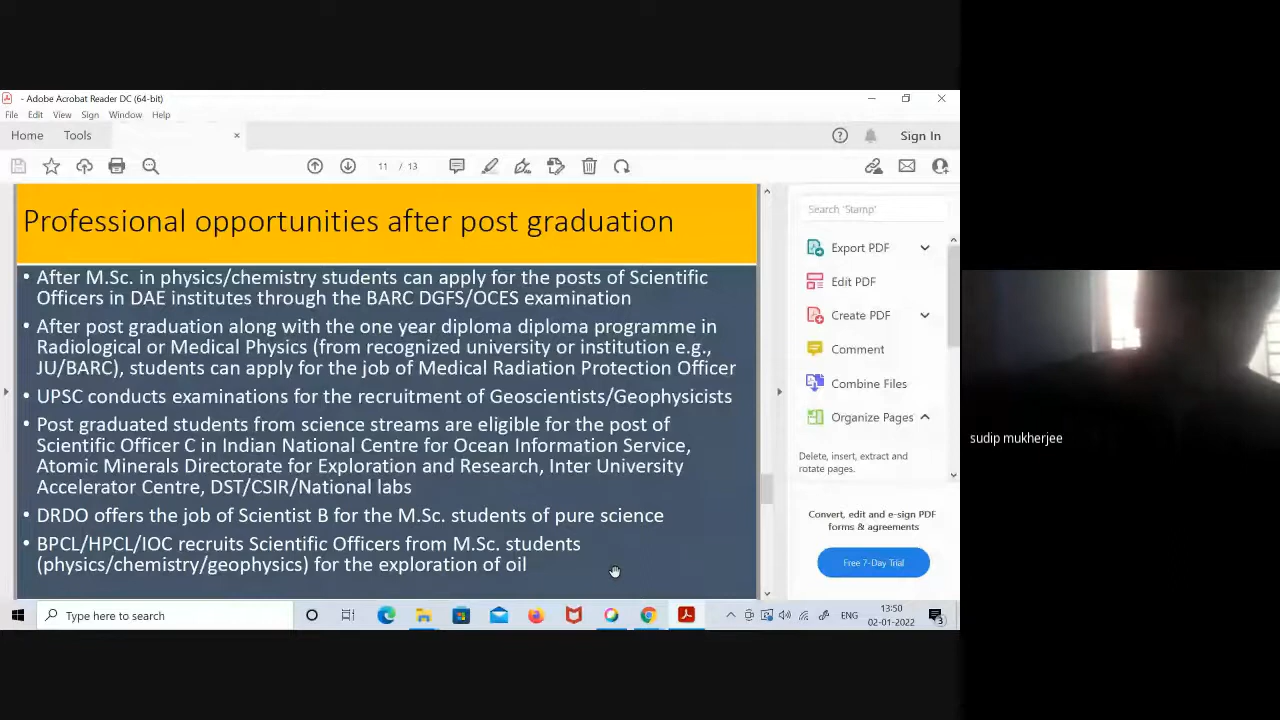 - Adobe Acrobat Reader DC (64-bit)
File Edit View Sign Window Help
Home Tools
Sign In
11 / 13
Professional opportunities after post graduation
• After M.Sc. in physics/chemistry students can apply for the posts of Scientific
Officers in DAE institutes through the BARC DGFS/OCES examination
• After post graduation along with the one year diploma diploma programme in
Radiological or Medical Physics (from recognized university or institution e.g.,
JU/BARC), students can apply for the job of Medical Radiation Protection Officer
• UPSC conducts examinations for the recruitment of Geoscientists/Geophysicists
• Post graduated students from science streams are eligible for the post of
Scientific Officer C in Indian National Centre for Ocean Information Service,
Atomic Minerals Directorate for Exploration and Research, Inter University
Accelerator Centre, DST/CSIR/National labs
• DRDO offers the job of Scientist B for the M.Sc. students of pure science
• BPCL/HPCL/IOC recruits Scientific Officers from M.Sc. students
(physics/chemistry/geophysics) for the exploration of oil
Search 'Stamp'
Export PDF
Edit PDF
Create PDF
Comment
Combine Files
Organize Pages
Delete, insert, extract and
rotate pages.
Convert, edit and e-sign PDF
forms & agreements
Free 7-Day Trial
Type here to search
ENG
13:50
02-01-2022
3
sudip mukherjee